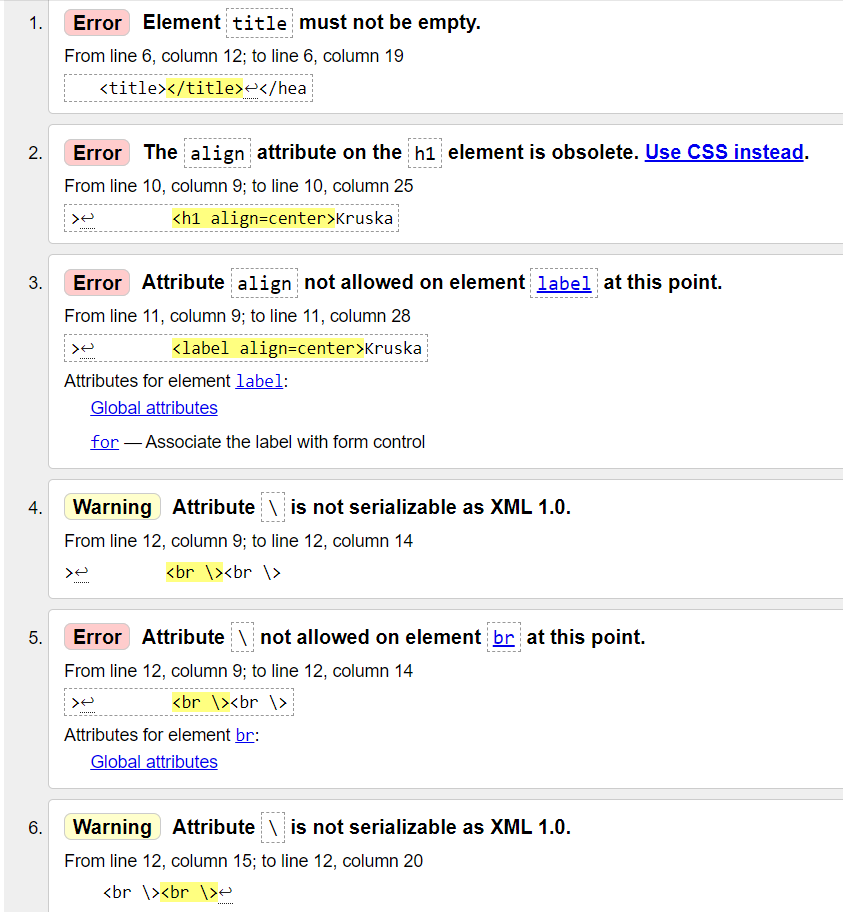 1. Error Element title must not be empty.
From line 6, column 12; to line 6, column 19
<title></title>↩</hea
2. Error The align attribute on the h1 element is obsolete. Use CSS instead.
From line 10, column 9; to line 10, column 25
>↩ <h1 align=center>Kruska
3. Error Attribute align not allowed on element label at this point.
From line 11, column 9; to line 11, column 28
>↩ <label align=center>Kruska
Attributes for element label:
Global attributes
for — Associate the label with form control
4. Warning Attribute \ is not serializable as XML 1.0.
From line 12, column 9; to line 12, column 14
>↩ <br \><br \>
5. Error Attribute \ not allowed on element br at this point.
From line 12, column 9; to line 12, column 14
>↩ <br \><br \>
Attributes for element br:
Global attributes
6. Warning Attribute \ is not serializable as XML 1.0.
From line 12, column 15; to line 12, column 20
<br \><br \>↩